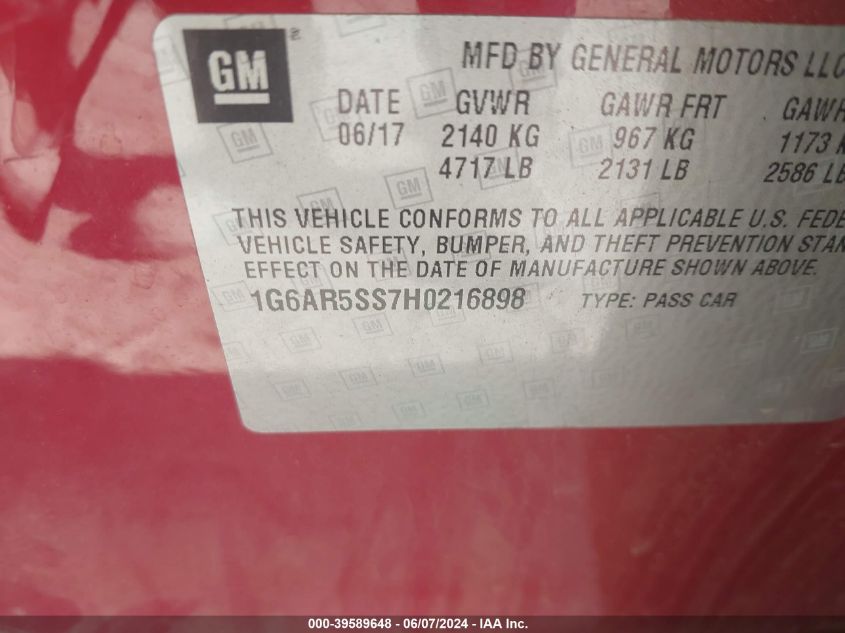 GM
MFD BY GENERAL MOTORS LLC
DATE GVWR GAWR FRT GAWR
06/17 2140 KG 967 KG 1173 K
4717 LB 2131 LB 2586 LB
THIS VEHICLE CONFORMS TO ALL APPLICABLE U.S. FEDE
VEHICLE SAFETY, BUMPER, AND THEFT PREVENTION STAN
EFFECT ON THE DATE OF MANUFACTURE SHOWN ABOVE.
1G6AR5SS7H0216898 TYPE: PASS CAR
000-39589648 - 06/07/2024 - IAA Inc.